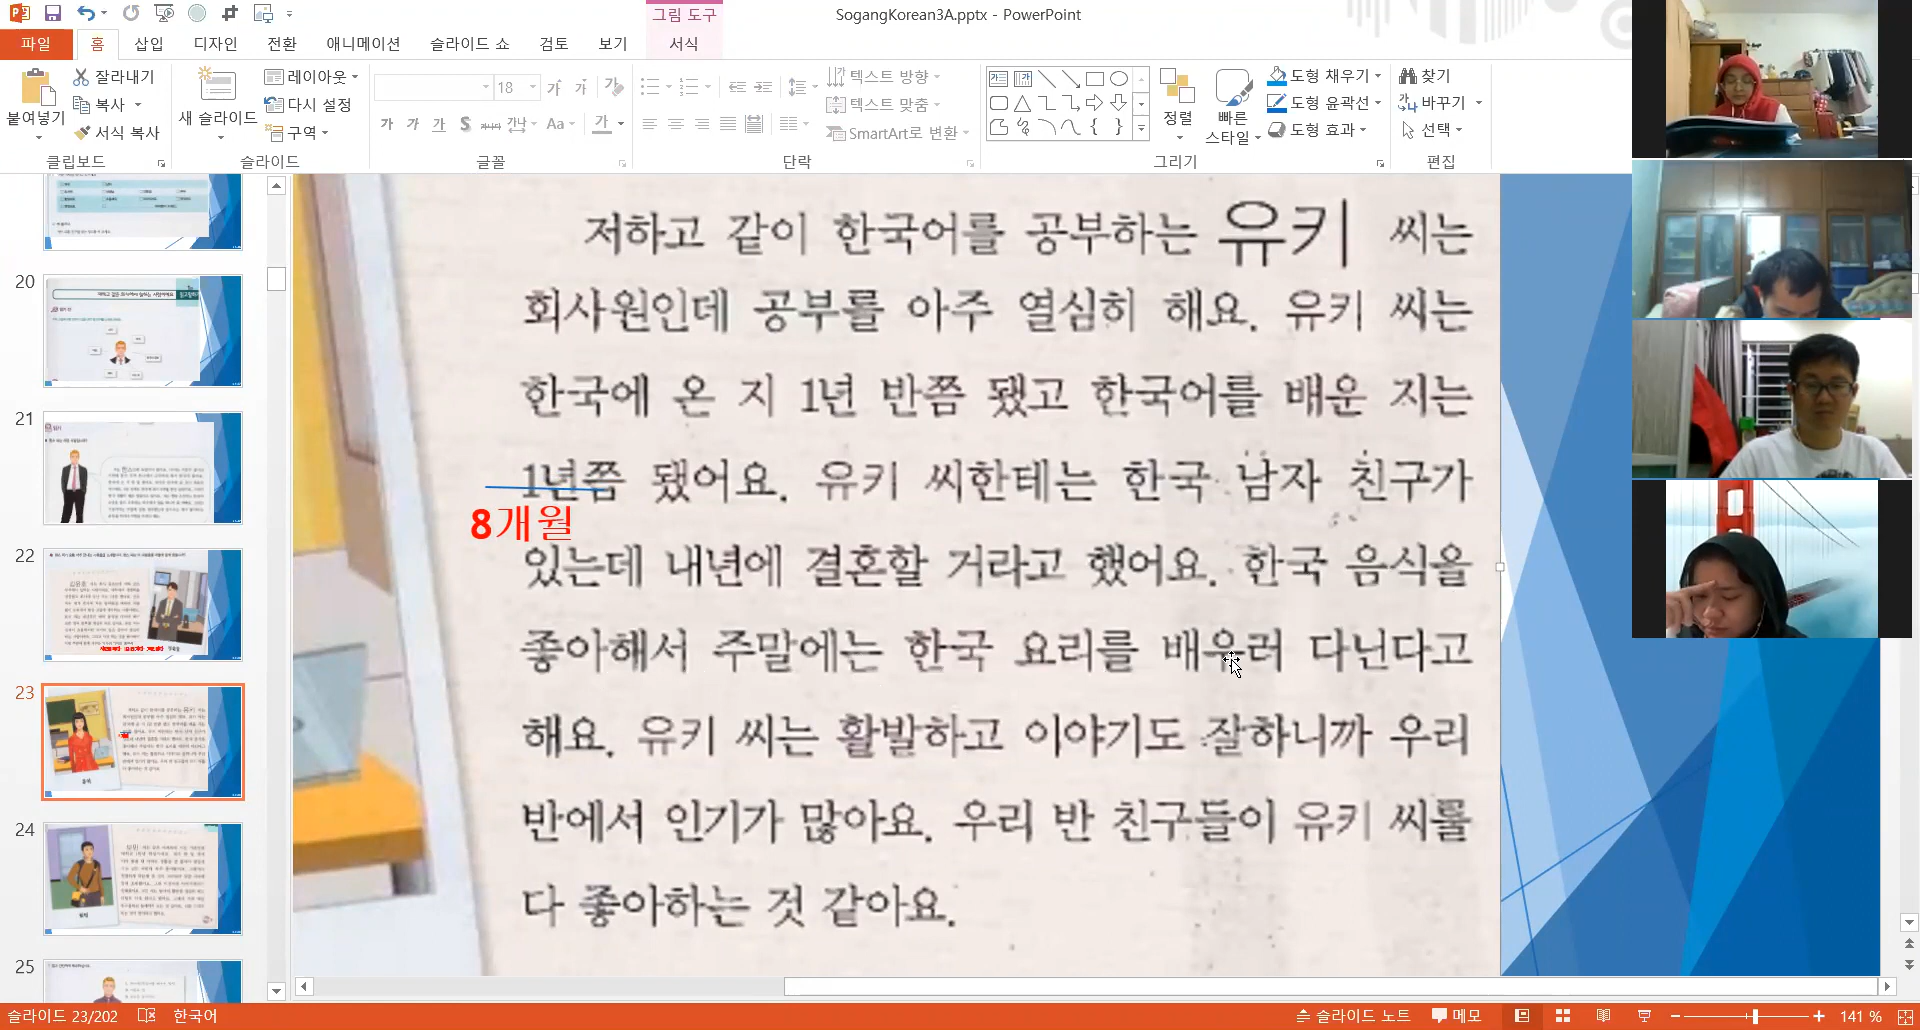 SogangKorean3A.pptx - PowerPoint
그림 도구
파일 홈 삽입 디자인 전환 애니메이션 슬라이드 쇼 검토 보기 서식
붙여넣기
잘라내기
복사
서식 복사
클립보드
새 슬라이드
레이아웃
다시 설정
구역
슬라이드
18
가 가 가 S 가나다 간 Aa 가
글꼴
텍스트 방향
텍스트 맞춤
SmartArt로 변환
단락
정렬
빠른 스타일
도형 채우기
도형 윤곽선
도형 효과
그리기
찾기
바꾸기
선택
편집
20
21
22
23
24
25
저하고 같이 한국어를 공부하는 유키 씨는
회사원인데 공부를 아주 열심히 해요. 유키 씨는
한국에 온 지 1년 반쯤 됐고 한국어를 배운 지는
1년쯤 됐어요. 유키 씨한테는 한국 남자 친구가
8개월
있는데 내년에 결혼할 거라고 했어요. 한국 음식을
좋아해서 주말에는 한국 요리를 배우러 다닌다고
해요. 유키 씨는 활발하고 이야기도 잘하니까 우리
반에서 인기가 많아요. 우리 반 친구들이 유키 씨를
다 좋아하는 것 같아요.
슬라이드 23/202 한국어
슬라이드 노트 메모 141 %